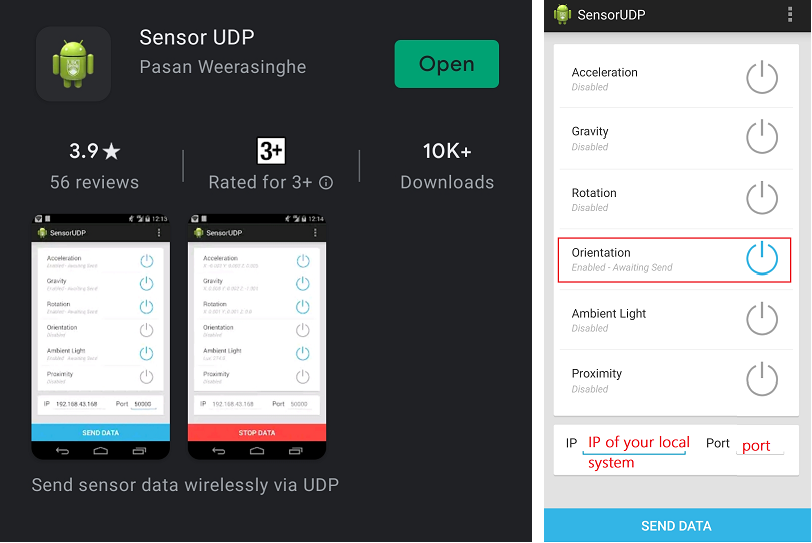 Sensor UDP
Pasan Weerasinghe
Open
3.9★
56 reviews
3+
Rated for 3+
10K+
Downloads
12:13
SensorUDP
Acceleration
Enabled - Awaiting Send
Gravity
Enabled - Awaiting Send
Rotation
Enabled - Awaiting Send
Orientation
Disabled
Ambient Light
Enabled - Awaiting Send
Proximity
Disabled
IP 192.168.43.168 Port 50000
SEND DATA
12:14
SensorUDP
Acceleration
Gravity
Rotation
Orientation
Disabled
Ambient Light
Proximity
Disabled
IP 192.168.43.168 Port 50000
STOP DATA
Send sensor data wirelessly via UDP
SensorUDP
Acceleration
Disabled
Gravity
Disabled
Rotation
Disabled
Orientation
Enabled - Awaiting Send
Ambient Light
Disabled
Proximity
Disabled
IP IP of your local Port port
system
SEND DATA